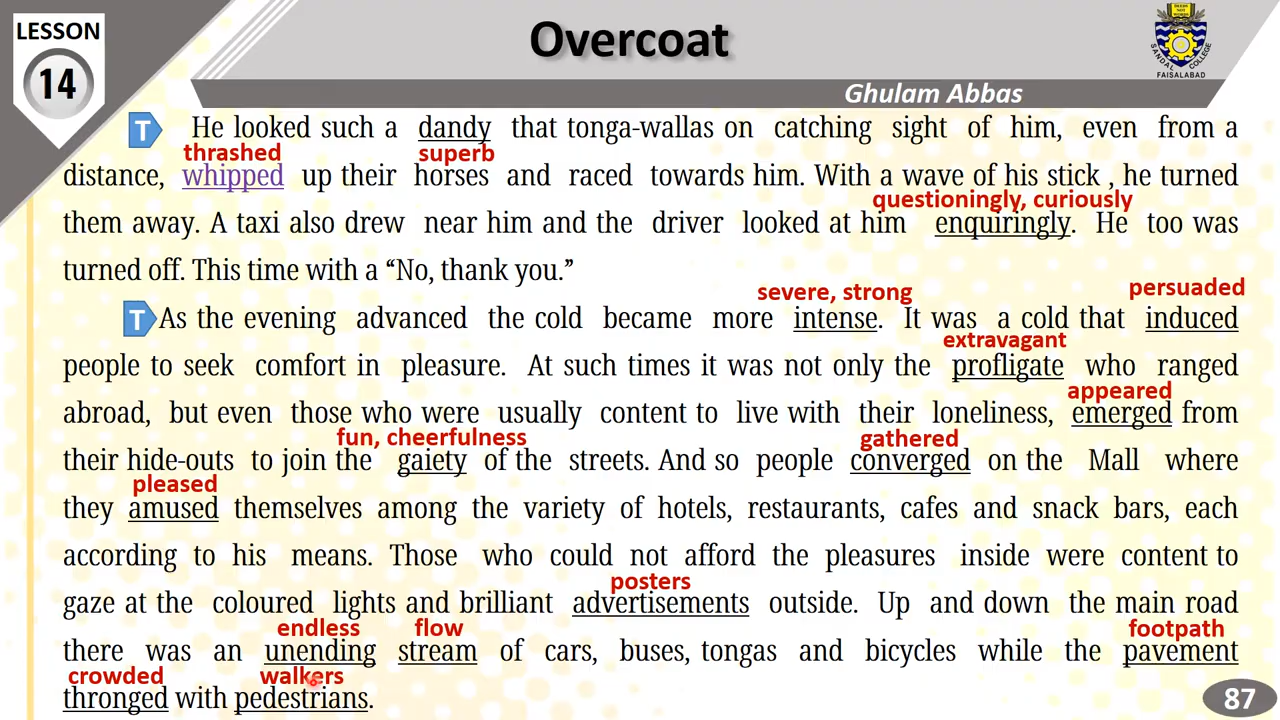 LESSON
14
Overcoat
SANDAL COLLEGE
FAISALABAD
Ghulam Abbas
T He looked such a dandy that tonga-wallas on catching sight of him, even from a
thrashed superb
distance, whipped up their horses and raced towards him. With a wave of his stick , he turned
questioningly, curiously
them away. A taxi also drew near him and the driver looked at him enquiringly. He too was
turned off. This time with a “No, thank you.”
severe, strong persuaded
T As the evening advanced the cold became more intense. It was a cold that induced
extravagant
people to seek comfort in pleasure. At such times it was not only the profligate who ranged
appeared
abroad, but even those who were usually content to live with their loneliness, emerged from
fun, cheerfulness gathered
their hide-outs to join the gaiety of the streets. And so people converged on the Mall where
pleased
they amused themselves among the variety of hotels, restaurants, cafes and snack bars, each
according to his means. Those who could not afford the pleasures inside were content to
posters
gaze at the coloured lights and brilliant advertisements outside. Up and down the main road
endless flow footpath
there was an unending stream of cars, buses, tongas and bicycles while the pavement
crowded walkers
thronged with pedestrians.
87